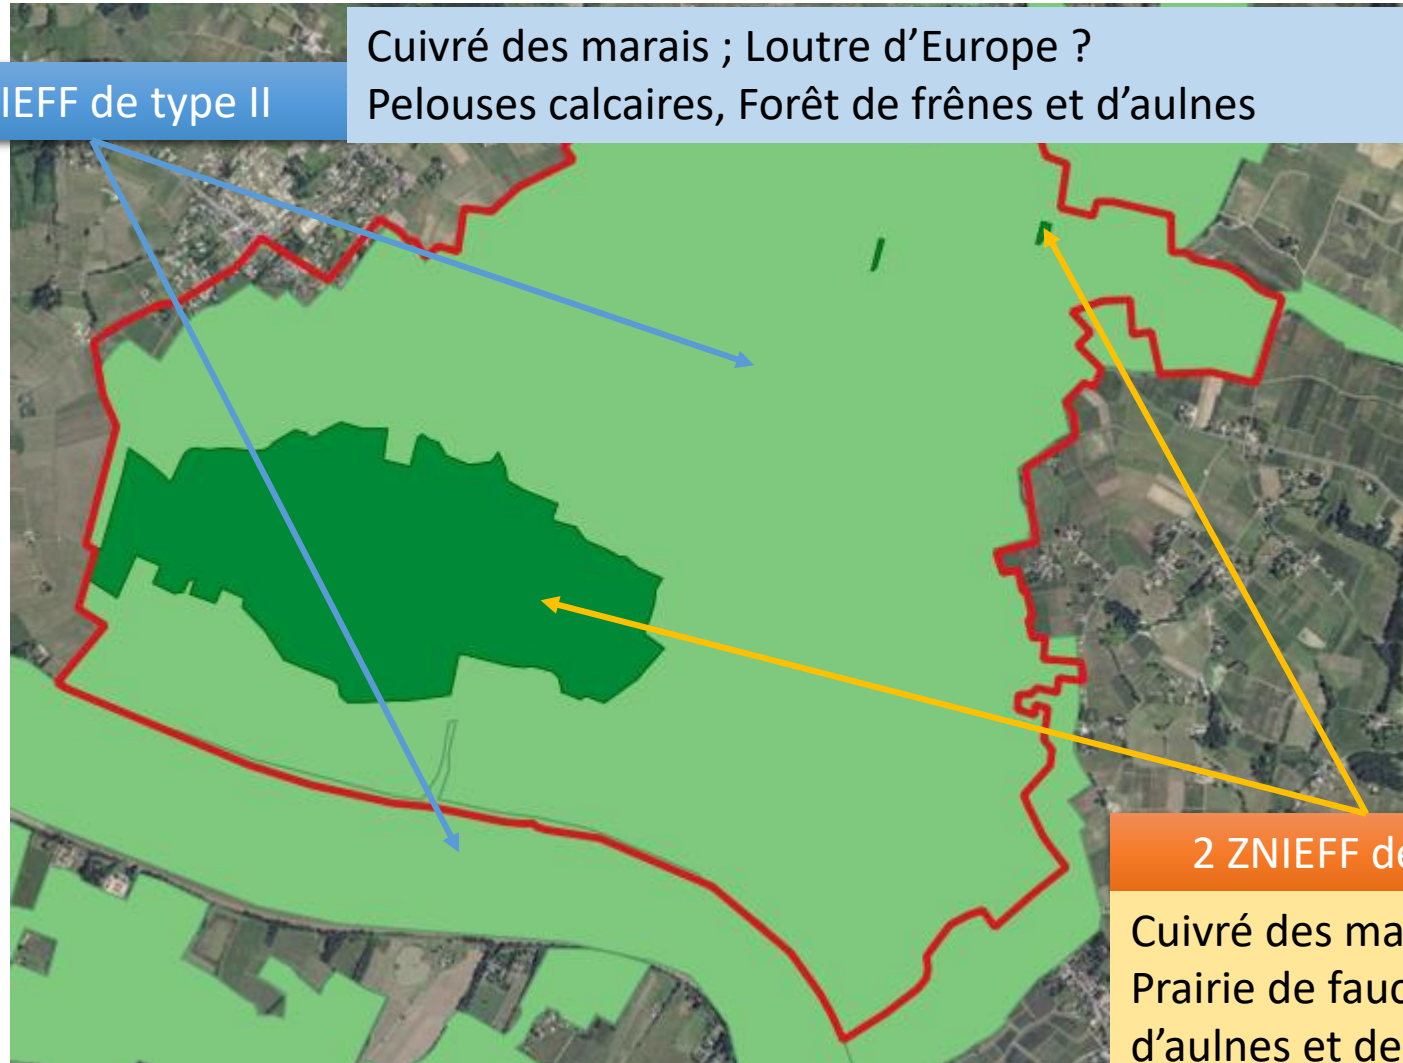 Cuivré des marais ; Loutre d’Europe ?
IEFF de type II
Pelouses calcaires, Forêt de frênes et d’aulnes
2 ZNIEFF de
Cuivré des ma
Prairie de fauc
d’aulnes et de